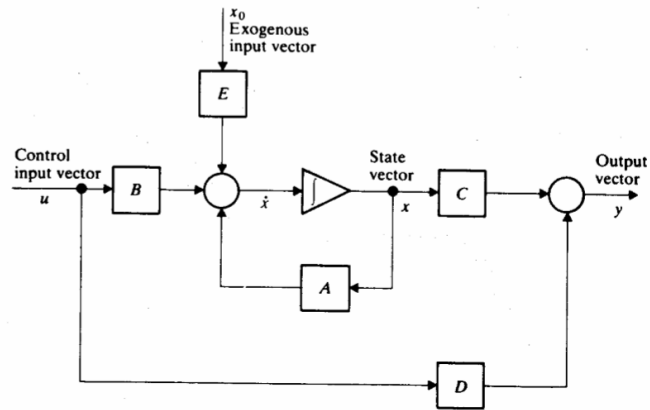 x₀
Exogenous
input vector
E
Control
input vector
u
B
ẋ
∫
State
vector
x
C
Output
vector
y
A
D